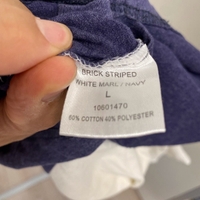 BRICK STRIPED
WHITE MARL / NAVY
L
10601470
60% COTTON 40% POLYESTER